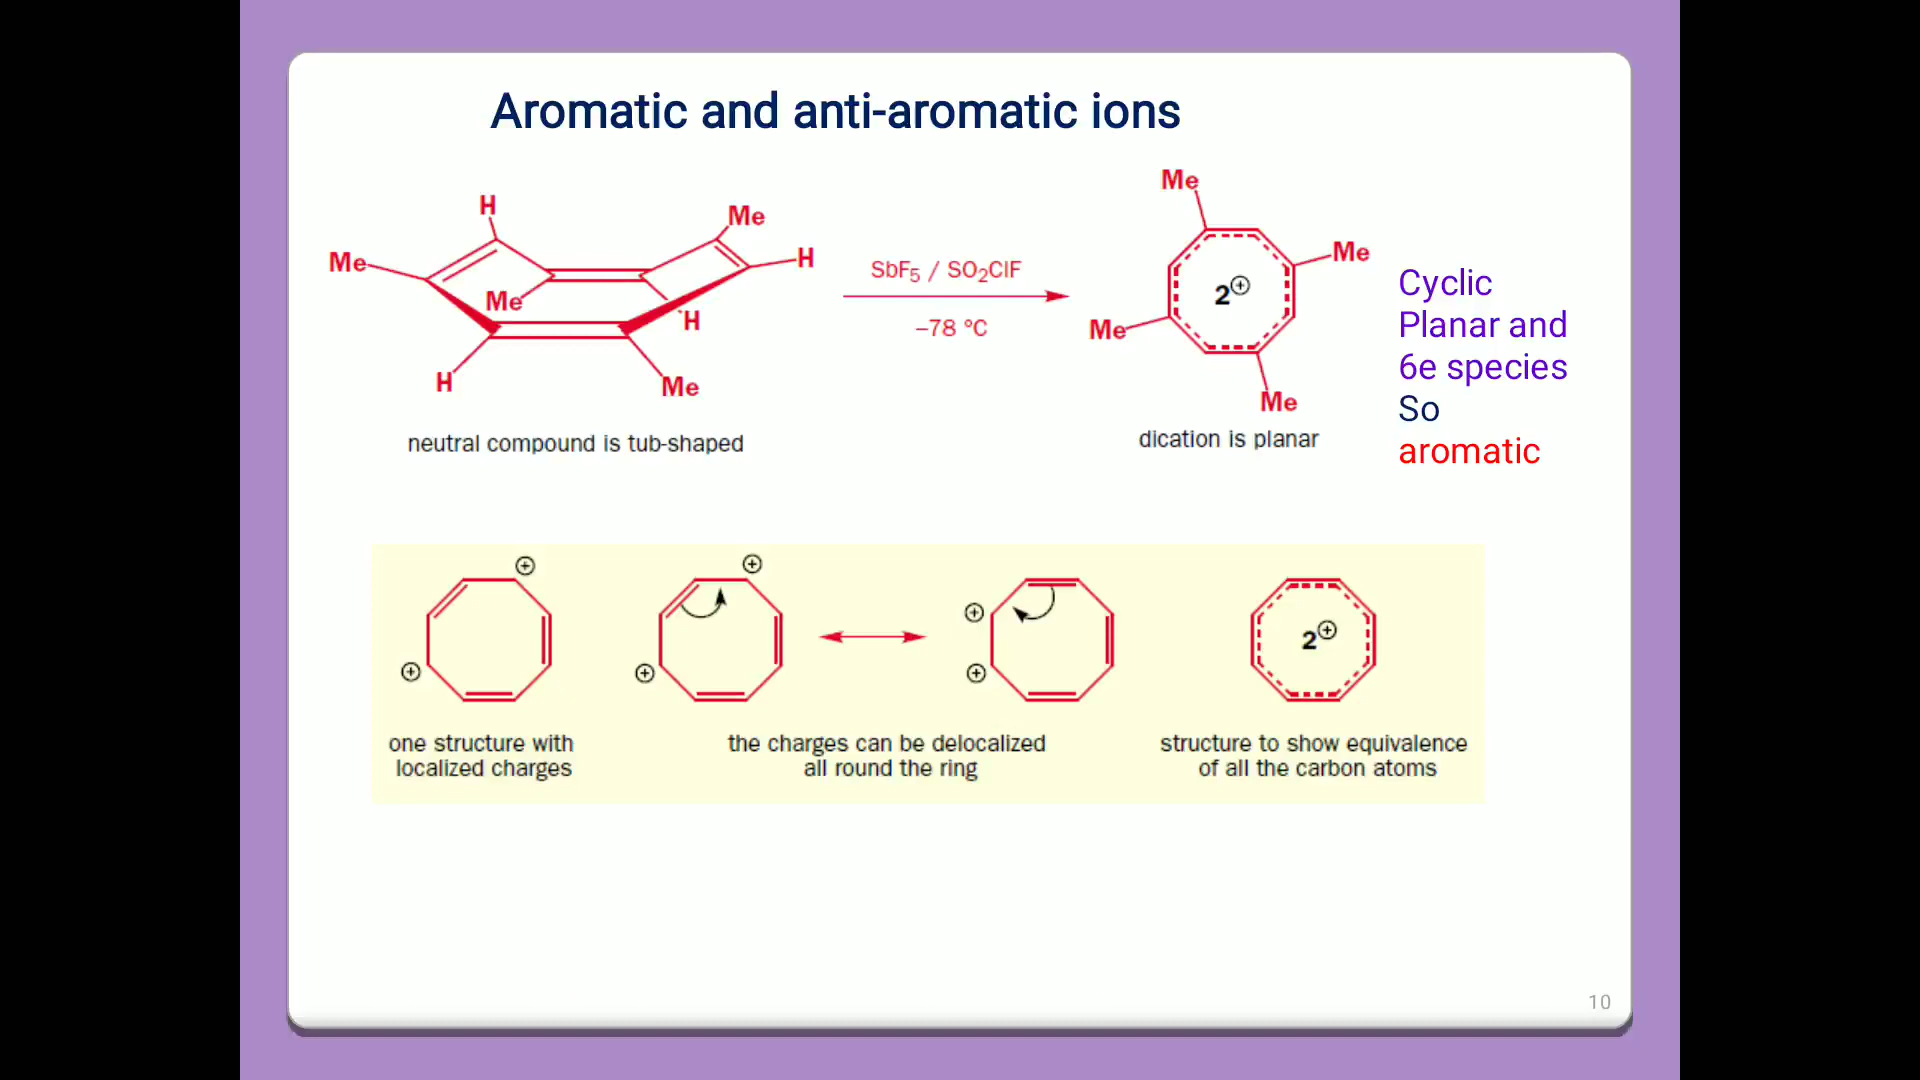 Aromatic and anti-aromatic ions
H
Me
Me
H
Me
H
H
Me
neutral compound is tub-shaped
SbF5 / SO2ClF
–78 °C
Me
Me
2⊕
Me
Me
dication is planar
Cyclic
Planar and
6e species
So
aromatic
⊕
⊕
one structure with
localized charges
⊕
⊕
⊕
⊕
the charges can be delocalized
all round the ring
2⊕
structure to show equivalence
of all the carbon atoms
10